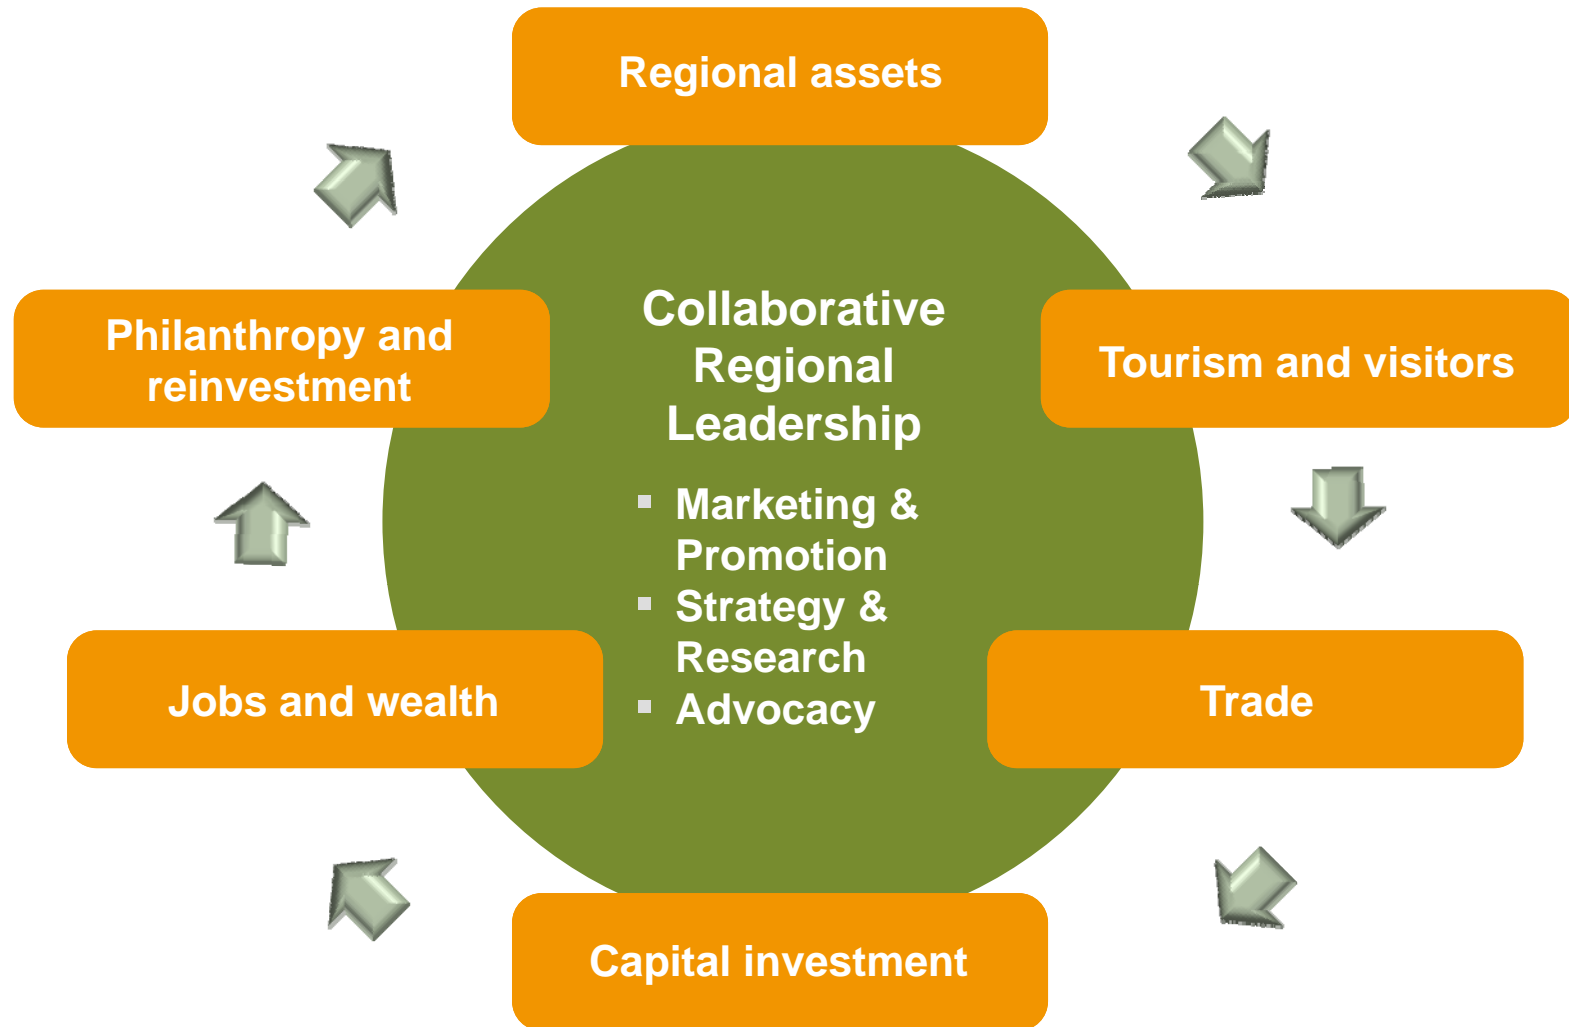 Regional assets
Philanthropy and
reinvestment
Collaborative
Regional
Leadership
Tourism and visitors
▪ Marketing &
Promotion
▪ Strategy &
Research
▪ Advocacy
Jobs and wealth
Trade
Capital investment